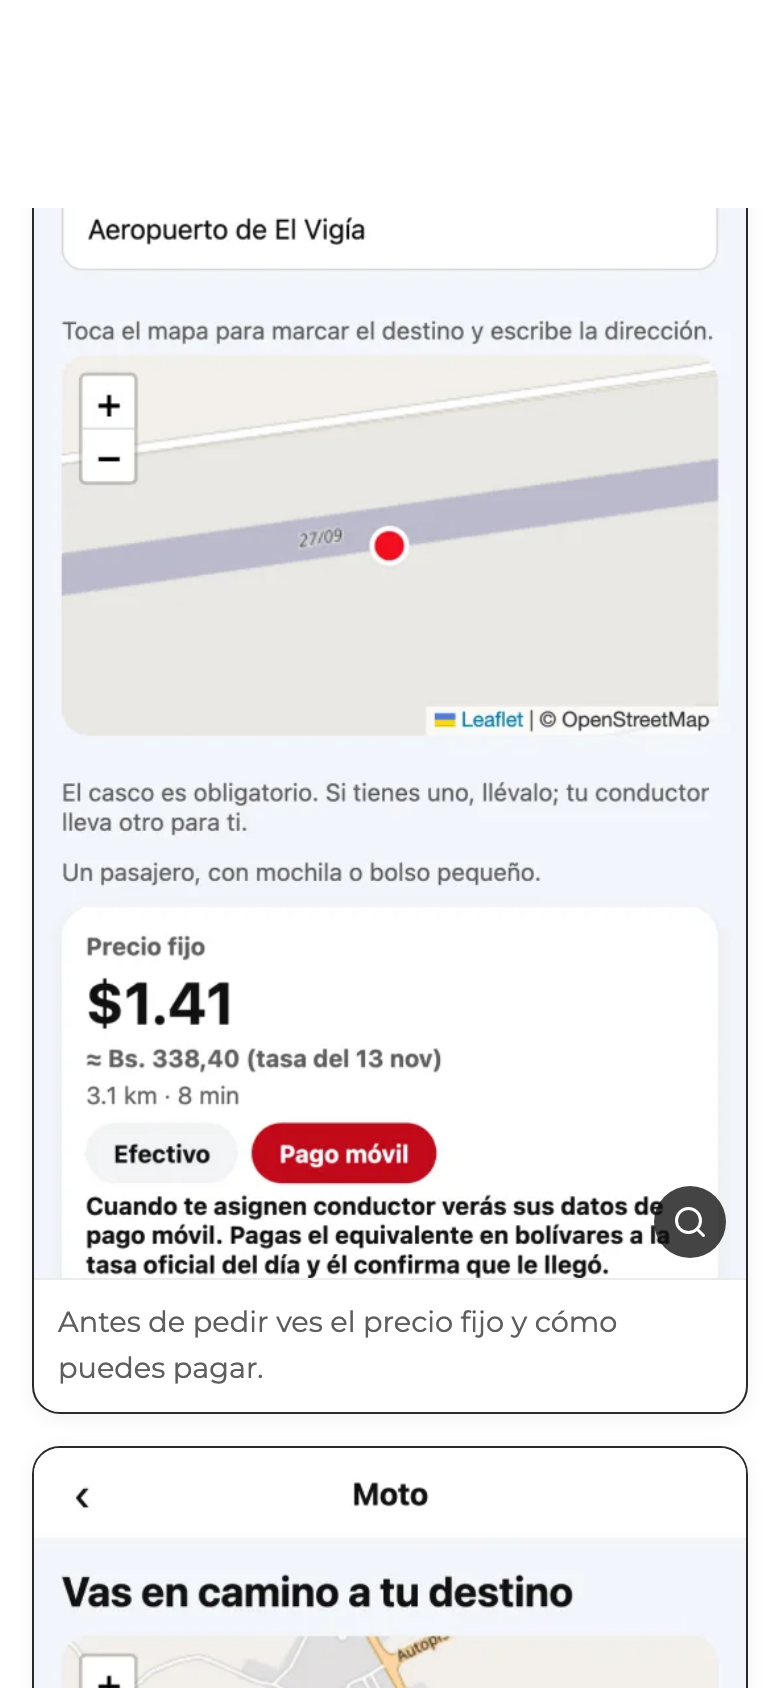 Aeropuerto de El Vigía
Toca el mapa para marcar el destino y escribe la dirección.
+
−
27/09
Leaflet | © OpenStreetMap
El casco es obligatorio. Si tienes uno, llévalo; tu conductor
lleva otro para ti.
Un pasajero, con mochila o bolso pequeño.
Precio fijo
$1.41
≈ Bs. 338,40 (tasa del 13 nov)
3.1 km · 8 min
Efectivo
Pago móvil
Cuando te asignen conductor verás sus datos de
pago móvil. Pagas el equivalente en bolívares a la
tasa oficial del día y él confirma que le llegó.
Antes de pedir ves el precio fijo y cómo
puedes pagar.
‹ Moto
Vas en camino a tu destino
+